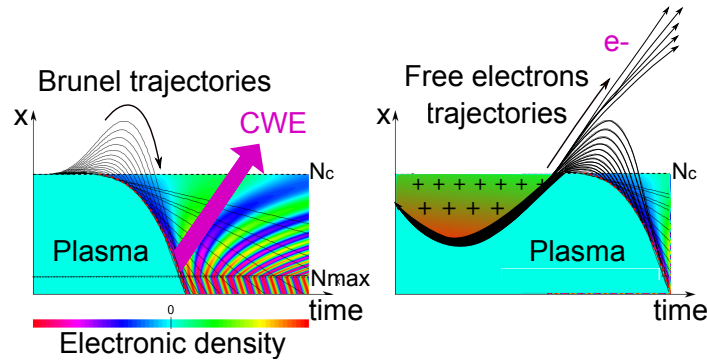 Brunel trajectories
CWE
x
Nc
Plasma
Nmax
time
0
Electronic density
e-
Free electrons
trajectories
x
Nc
+ + + + + + +
+ + + + +
Plasma
time